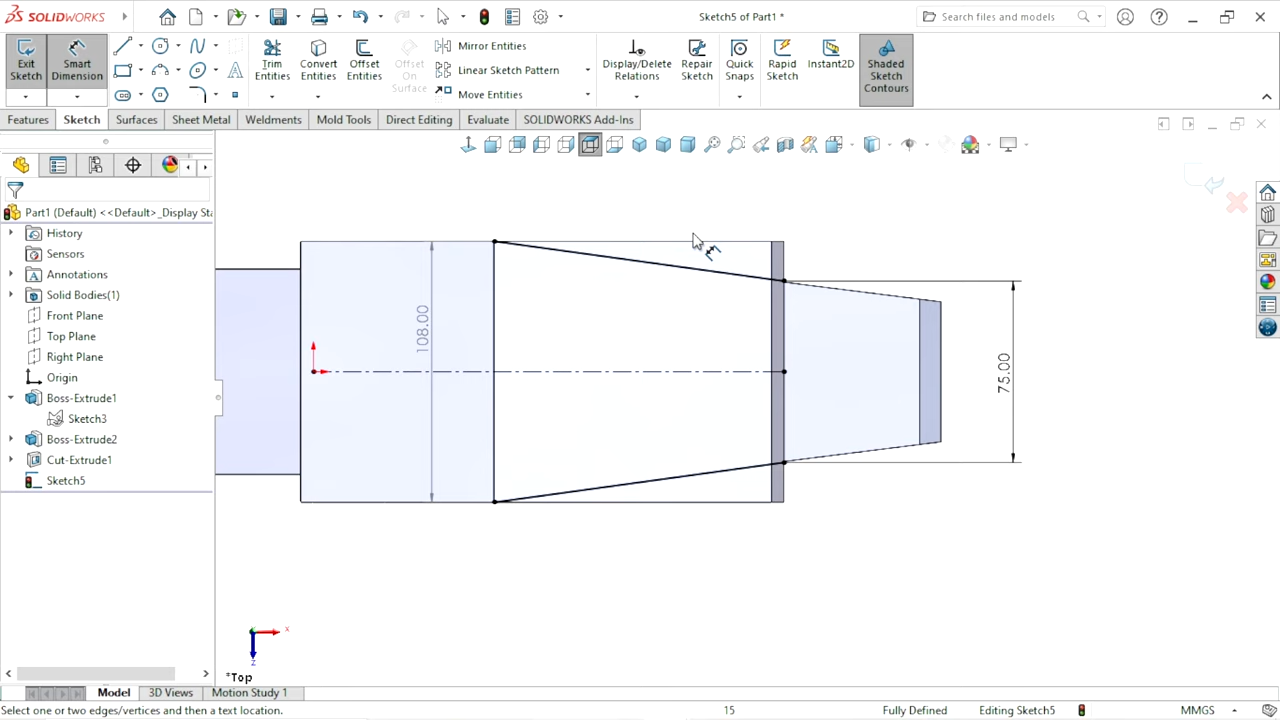 SOLIDWORKS
Sketch5 of Part1 *
Search files and models
Exit Sketch
Smart Dimension
Trim Entities
Convert Entities
Offset Entities
Offset On Surface
Mirror Entities
Linear Sketch Pattern
Move Entities
Display/Delete Relations
Repair Sketch
Quick Snaps
Rapid Sketch
Instant2D
Shaded Sketch Contours
Features
Sketch
Surfaces
Sheet Metal
Weldments
Mold Tools
Direct Editing
Evaluate
SOLIDWORKS Add-Ins
Part1 (Default) <<Default>_Display Sta
History
Sensors
Annotations
Solid Bodies(1)
Front Plane
Top Plane
Right Plane
Origin
Boss-Extrude1
Sketch3
Boss-Extrude2
Cut-Extrude1
Sketch5
108.00
75.00
x
z
*Top
Model
3D Views
Motion Study 1
Select one or two edges/vertices and then a text location.
15
Fully Defined
Editing Sketch5
MMGS